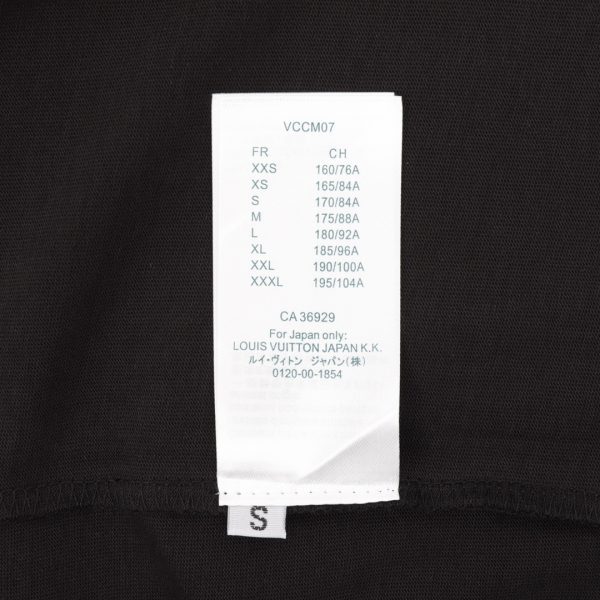 VCCM07
FR CH
XXS 160/76A
XS 165/84A
S 170/84A
M 175/88A
L 180/92A
XL 185/96A
XXL 190/100A
XXXL 195/104A
CA 36929
For Japan only:
LOUIS VUITTON JAPAN K.K.
ルイ・ヴィトン ジャパン(株)
0120-00-1854
S